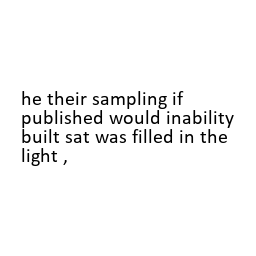 he their sampling if
published would inability
built sat was filled in the
light ,